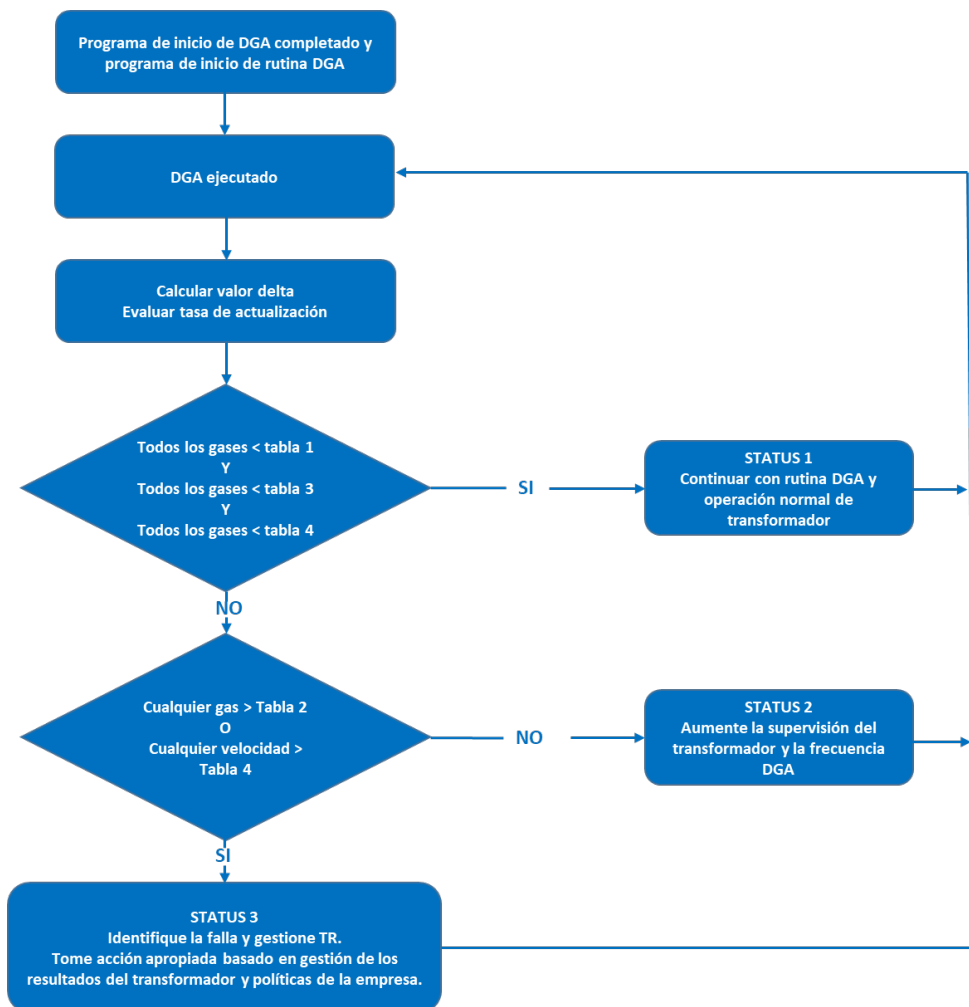 Programa de inicio de DGA completado y
programa de inicio de rutina DGA
DGA ejecutado
Calcular valor delta
Evaluar tasa de actualización
Todos los gases < tabla 1
Y
Todos los gases < tabla 3
Y
Todos los gases < tabla 4
SI
STATUS 1
Continuar con rutina DGA y
operación normal de
transformador
NO
Cualquier gas > Tabla 2
O
Cualquier velocidad >
Tabla 4
NO
STATUS 2
Aumente la supervisión del
transformador y la frecuencia
DGA
SI
STATUS 3
Identifique la falla y gestione TR.
Tome acción apropiada basado en gestión de los
resultados del transformador y políticas de la empresa.